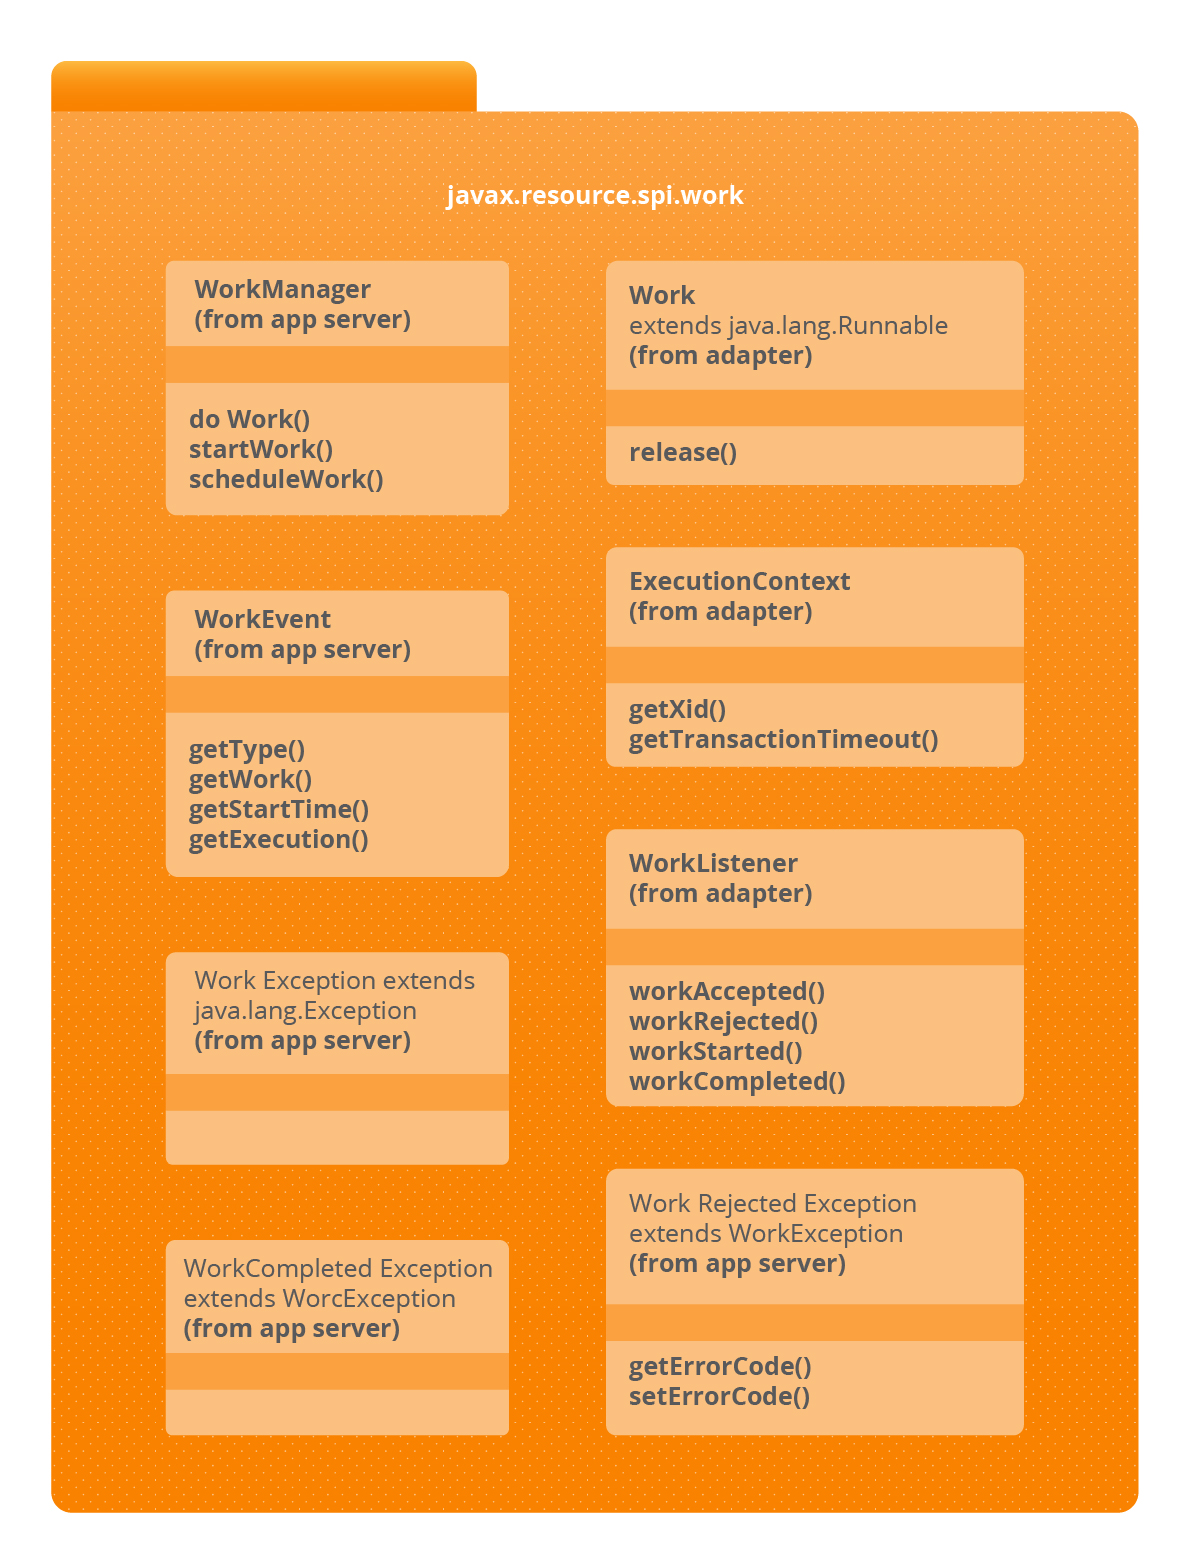 javax.resource.spi.work
WorkManager
(from app server)
do Work()
startWork()
scheduleWork()
WorkEvent
(from app server)
getType()
getWork()
getStartTime()
getExecution()
Work Exception extends
java.lang.Exception
(from app server)
WorkCompleted Exception
extends WorcException
(from app server)
Work
extends java.lang.Runnable
(from adapter)
release()
ExecutionContext
(from adapter)
getXid()
getTransactionTimeout()
WorkListener
(from adapter)
workAccepted()
workRejected()
workStarted()
workCompleted()
Work Rejected Exception
extends WorkException
(from app server)
getErrorCode()
setErrorCode()